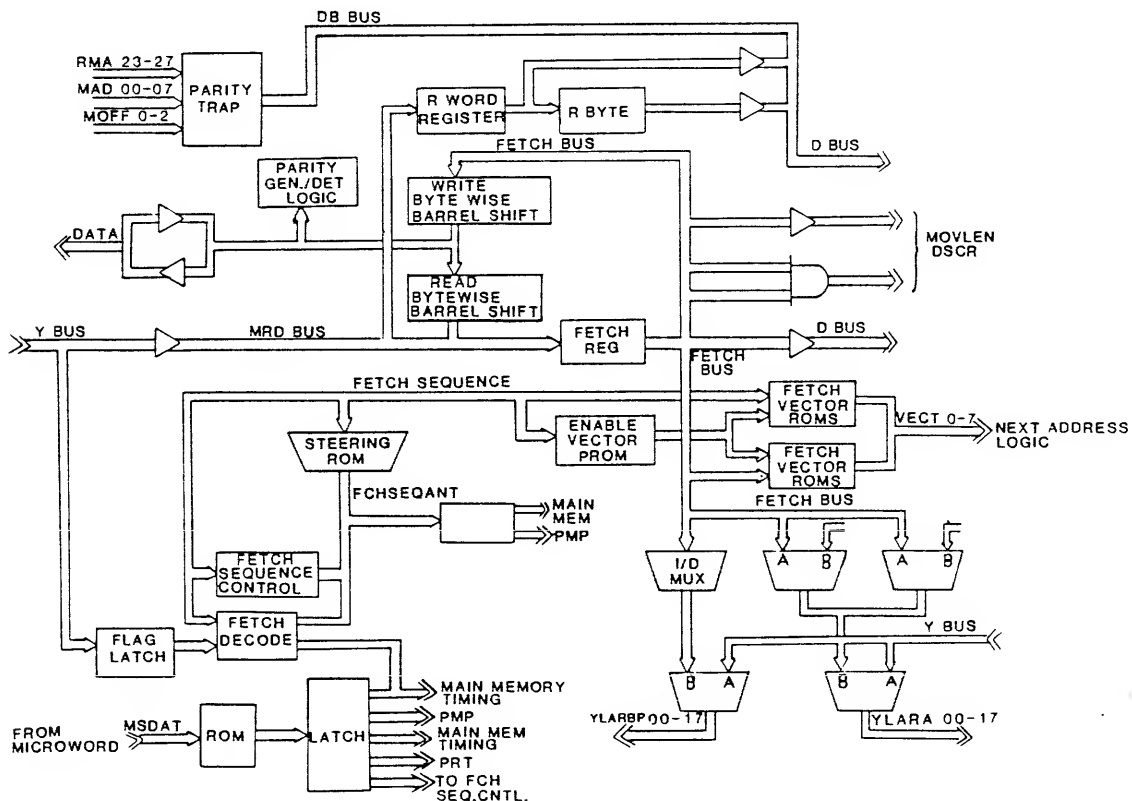 DB BUS
RMA 23-27
MAD 00-07
MOFF 0-2
PARITY
TRAP
R WORD
REGISTER
R BYTE
FETCH BUS
D BUS
PARITY
GEN./DET
LOGIC
WRITE
BYTE WISE
BARREL SHIFT
DATA
MOVLEN
DSCR
READ
BYTEWISE
BARREL SHIFT
Y BUS
MRD BUS
FETCH
REG
D BUS
FETCH
BUS
FETCH SEQUENCE
FETCH
VECTOR
ROMS
STEERING
ROM
ENABLE
VECTOR
PROM
VECT 0-7
NEXT ADDRESS
LOGIC
FETCH
VECTOR
ROMS
FCHSEQANT
MAIN
MEM
PMP
FETCH BUS
A B
A B
FETCH
SEQUENCE
CONTROL
I/D
MUX
FLAG
LATCH
FETCH
DECODE
Y BUS
B A
B A
MAIN MEMORY
TIMING
PMP
MAIN MEM
TIMING
PRT
TO FCH
SEQ.CNTL.
YLARBP 00-17
YLARA 00-17
FROM
MICROWORD
MSDAT
ROM
LATCH